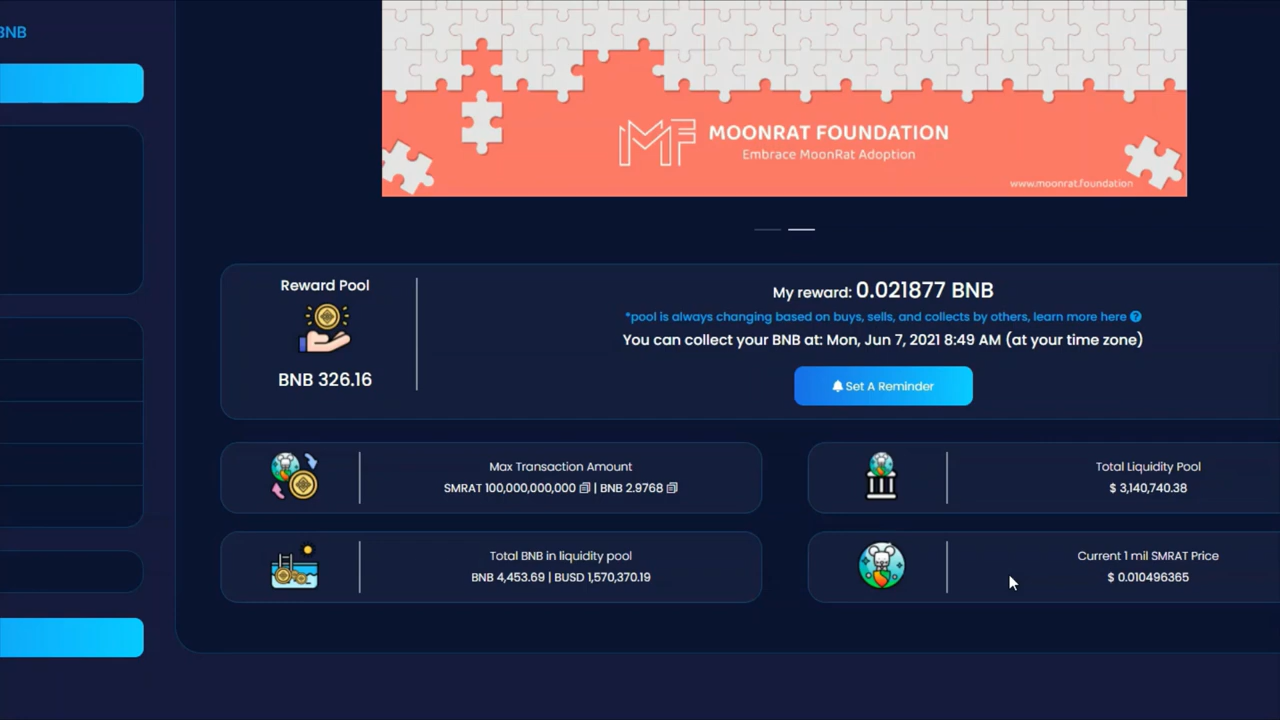 BNB
MOONRAT FOUNDATION
Embrace MoonRat Adoption
www.moonrat.foundation
Reward Pool
BNB 326.16
My reward: 0.021877 BNB
*pool is always changing based on buys, sells, and collects by others, learn more here ?
You can collect your BNB at: Mon, Jun 7, 2021 8:49 AM (at your time zone)
Set A Reminder
Max Transaction Amount
SMRAT 100,000,000,000 | BNB 2.9768
Total Liquidity Pool
$ 3,140,740.38
Total BNB in liquidity pool
BNB 4,453.69 | BUSD 1,570,370.19
Current 1 mil SMRAT Price
$ 0.010496365